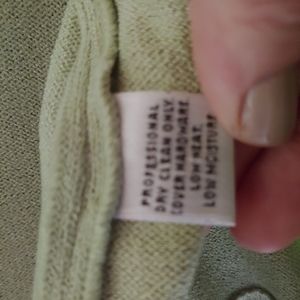 PROFESSIONAL
DRY CLEAN ONLY.
COVER HARDWARE.
LOW HEAT.
LOW MOISTURE